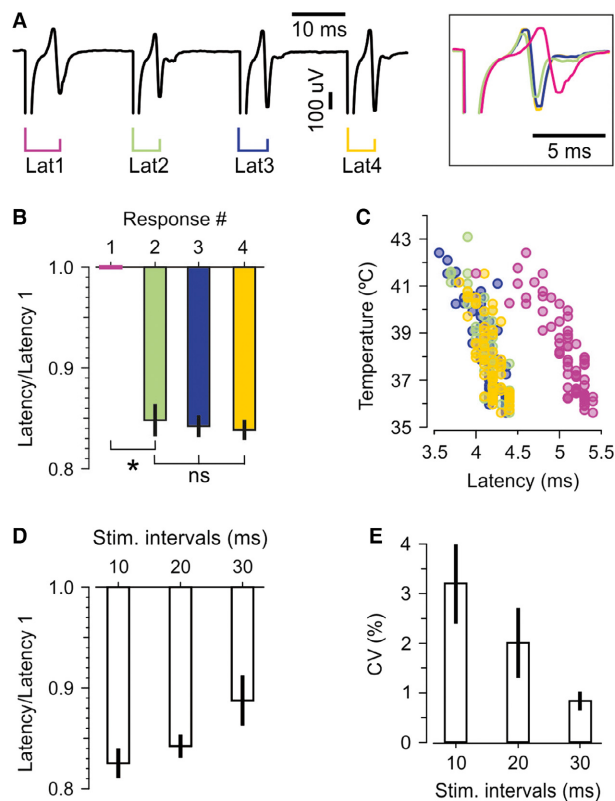 A
10 ms
100 uV
Lat1 Lat2 Lat3 Lat4
5 ms
B
Response #
1 2 3 4
1.0
0.9
0.8
Latency/Latency 1
*
ns
C
43
41
39
37
35
Temperature (ºC)
3.5 4 4.5 5 5.5
Latency (ms)
D
Stim. intervals (ms)
10 20 30
1.0
0.9
0.8
Latency/Latency 1
E
4
3
2
1
0
CV (%)
10 20 30
Stim. intervals (ms)